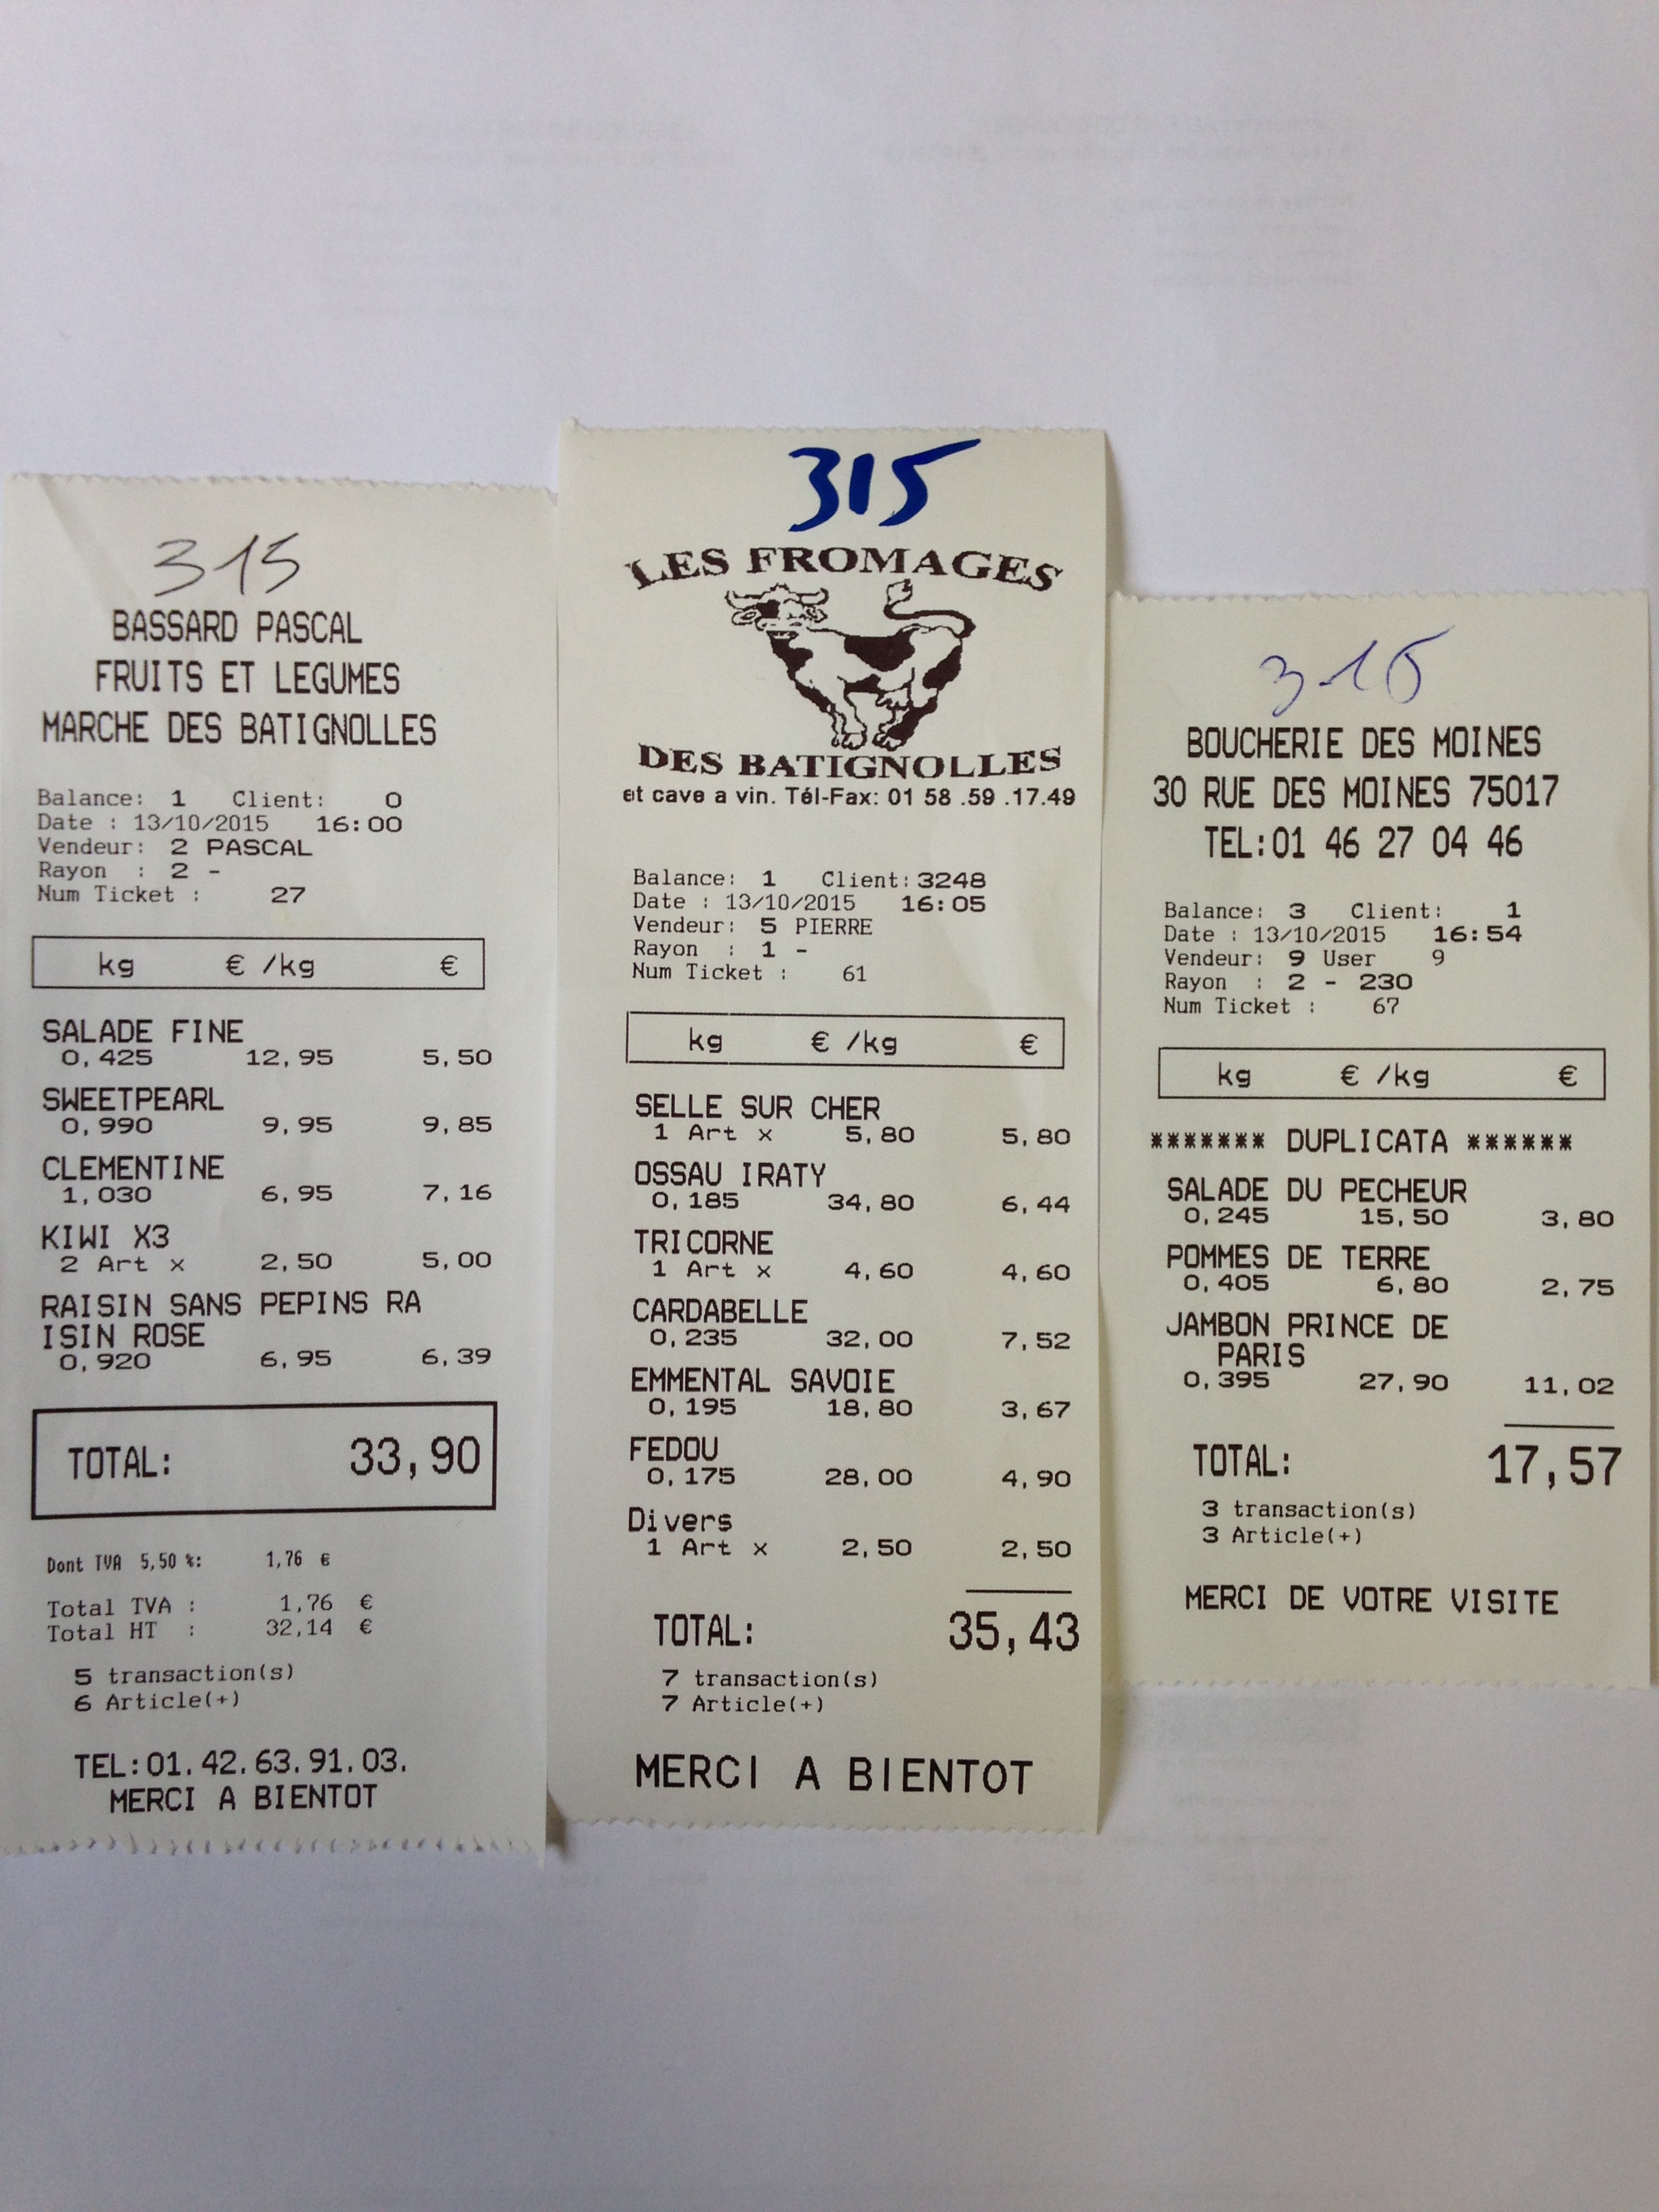 315
BASSARD PASCAL
FRUITS ET LEGUMES
MARCHE DES BATIGNOLLES
Balance: 1 Client: 0
Date : 13/10/2015 16:00
Vendeur: 2 PASCAL
Rayon : 2 -
Num Ticket : 27
kg € /kg €
SALADE FINE
0,425 12,95 5,50
SWEETPEARL
0,990 9,95 9,85
CLEMENTINE
1,030 6,95 7,16
KIWI X3
2 Art x 2,50 5,00
RAISIN SANS PEPINS RA
ISIN ROSE
0,920 6,95 6,39
TOTAL: 33,90
Dont TVA 5,50 %: 1,76 €
Total TVA : 1,76 €
Total HT : 32,14 €
5 transaction(s)
6 Article(+)
TEL:01.42.63.91.03.
MERCI A BIENTOT
315
LES FROMAGES
DES BATIGNOLLES
et cave a vin. Tél-Fax: 01 58 .59 .17.49
Balance: 1 Client:3248
Date : 13/10/2015 16:05
Vendeur: 5 PIERRE
Rayon : 1 -
Num Ticket : 61
kg € /kg €
SELLE SUR CHER
1 Art x 5,80 5,80
OSSAU IRATY
0,185 34,80 6,44
TRICORNE
1 Art x 4,60 4,60
CARDABELLE
0,235 32,00 7,52
EMMENTAL SAVOIE
0,195 18,80 3,67
FEDOU
0,175 28,00 4,90
Divers
1 Art x 2,50 2,50
TOTAL: 35,43
7 transaction(s)
7 Article(+)
MERCI A BIENTOT
315
BOUCHERIE DES MOINES
30 RUE DES MOINES 75017
TEL:01 46 27 04 46
Balance: 3 Client: 1
Date : 13/10/2015 16:54
Vendeur: 9 User 9
Rayon : 2 - 230
Num Ticket : 67
kg € /kg €
******* DUPLICATA ******
SALADE DU PECHEUR
0,245 15,50 3,80
POMMES DE TERRE
0,405 6,80 2,75
JAMBON PRINCE DE
PARIS
0,395 27,90 11,02
TOTAL: 17,57
3 transaction(s)
3 Article(+)
MERCI DE VOTRE VISITE